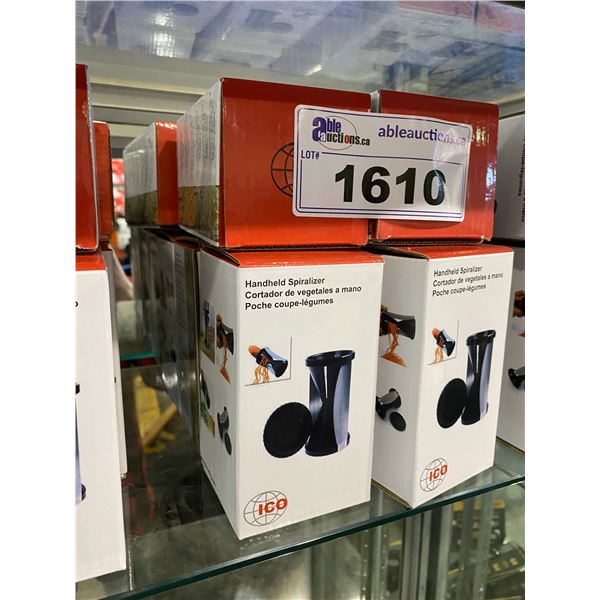 able
auctions.ca
ableauctions.ca
LOT#
1610
Handheld Spiralizer
Cortador de vegetales a mano
Poche coupe-légumes
ICO
Handheld Spiralizer
Cortador de vegetales a mano
Poche coupe-légumes
ICO